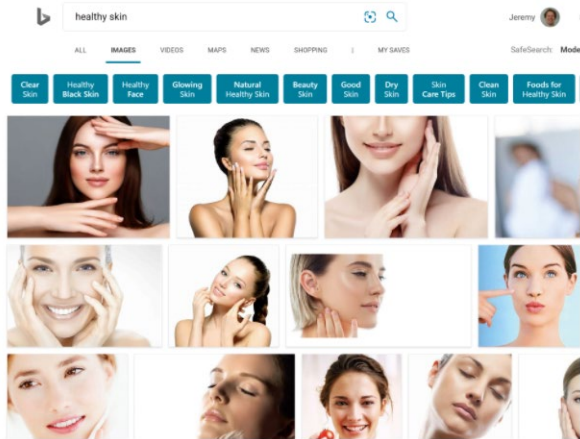 healthy skin
Jeremy
ALL IMAGES VIDEOS MAPS NEWS SHOPPING MY SAVES SafeSearch: Mode
Clear Healthy Healthy Glowing Natural Beauty Good Dry Skin Clean Foods for
Skin Black Skin Face Skin Healthy Skin Skin Skin Skin Care Tips Skin Healthy Skin